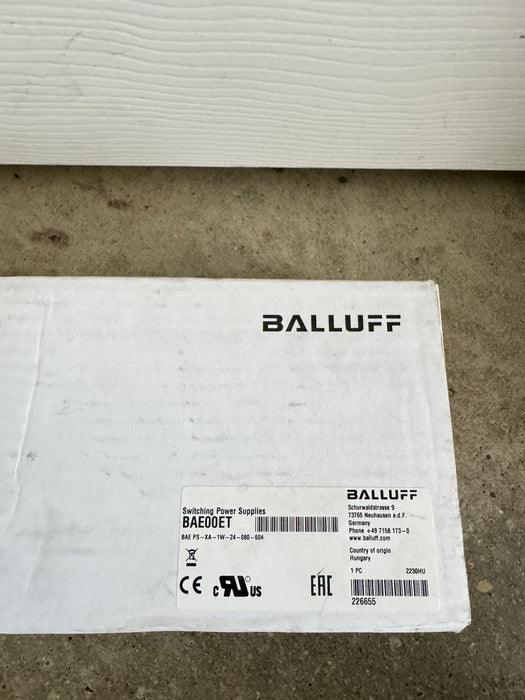 BALLUFF
BALLUFF
Switching Power Supplies
BAE00ET
BAE PS-XA-1W-24-080-604
Schurwaldstrasse 9
73765 Neuhausen a.d.F.
Germany
Phone +49 7158 173-0
www.balluff.com
Country of origin
Hungary
1 PC 2230HU
CE
c RU US
EAC
226655